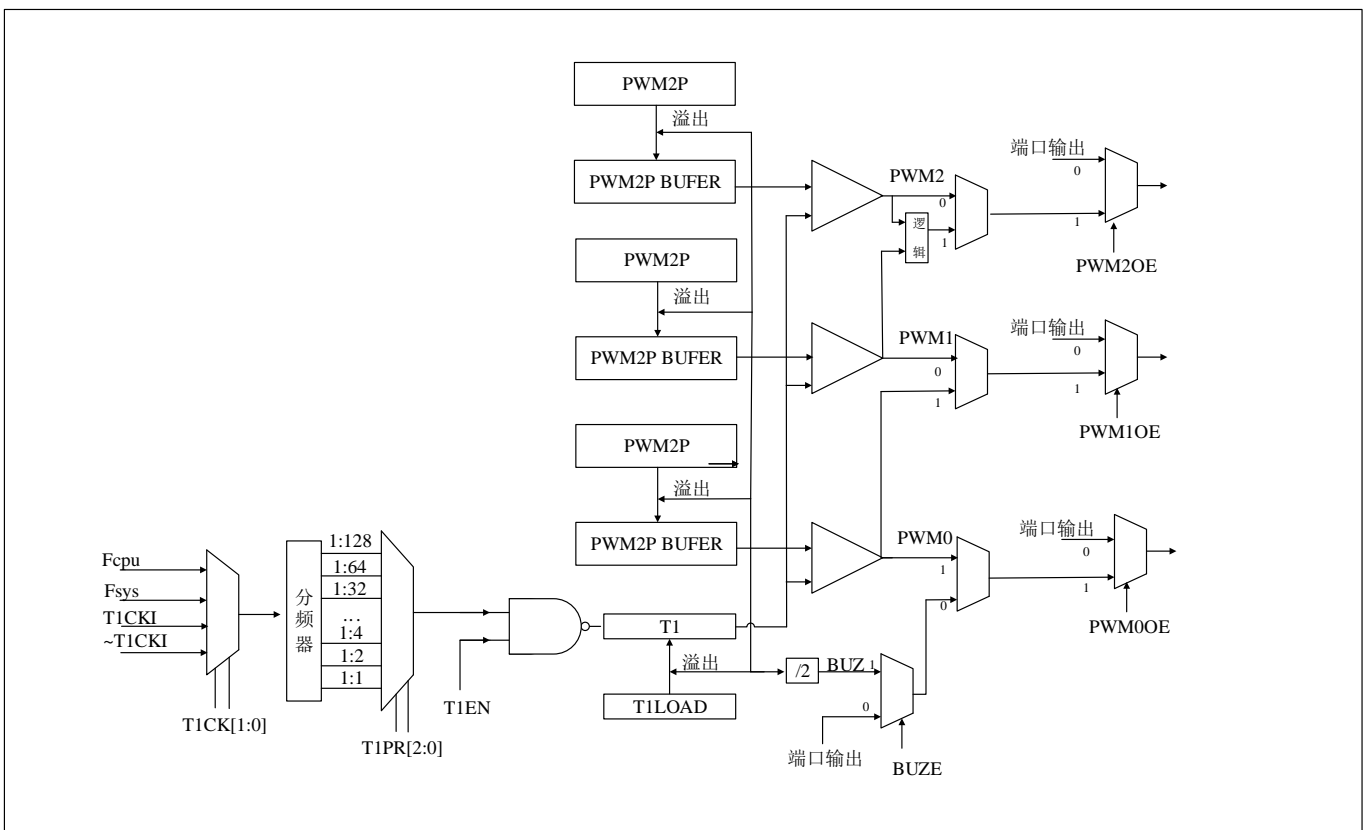 PWM2P
溢出
PWM2P BUFER
PWM2
0
逻
辑
1
端口输出
0
1
PWM2OE
PWM2P
溢出
PWM2P BUFER
PWM1
0
1
端口输出
0
1
PWM1OE
PWM2P
溢出
PWM2P BUFER
PWM0
1
0
端口输出
0
1
PWM0OE
Fcpu
Fsys
T1CKI
~T1CKI
T1CK[1:0]
分
频
器
1:128
1:64
1:32
...
1:4
1:2
1:1
T1PR[2:0]
T1EN
T1
溢出
T1LOAD
/2
BUZ 1
0
端口输出
BUZE